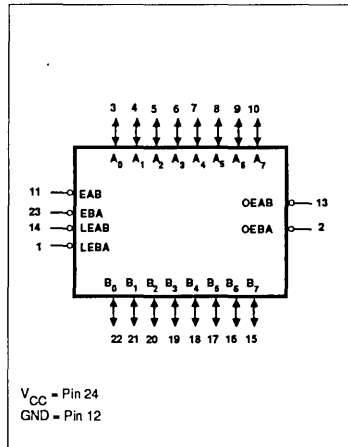 3 4 5 6 7 8 9 10
A0 A1 A2 A3 A4 A5 A6 A7
11 EAB
23 EBA
14 LEAB
1 LEBA
OEAB 13
OEBA 2
B0 B1 B2 B3 B4 B5 B6 B7
22 21 20 19 18 17 16 15
VCC = Pin 24
GND = Pin 12